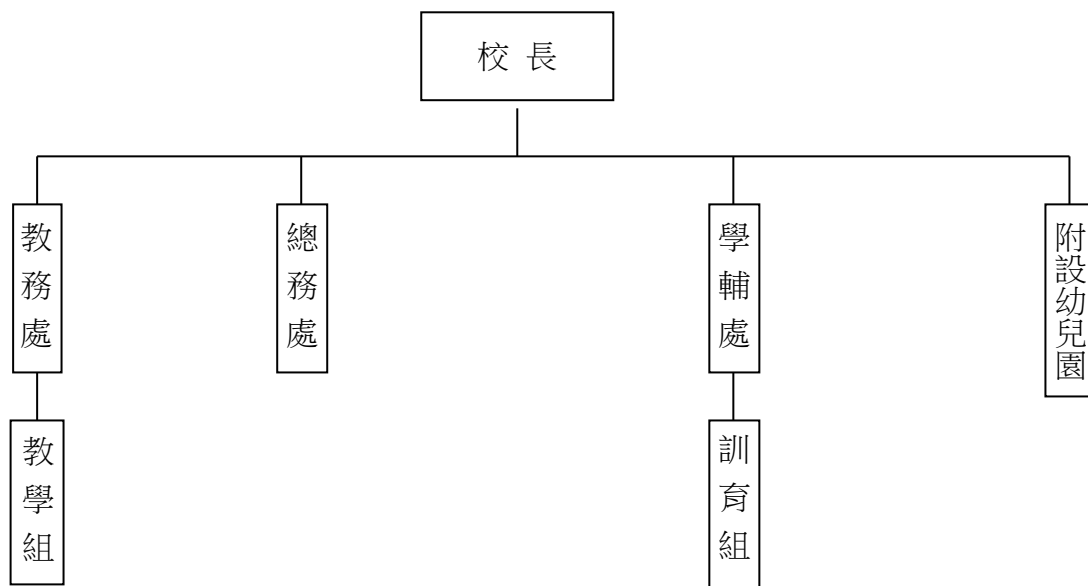 校長
教務處
總務處
學輔處
附設幼兒園
教學組
訓育組